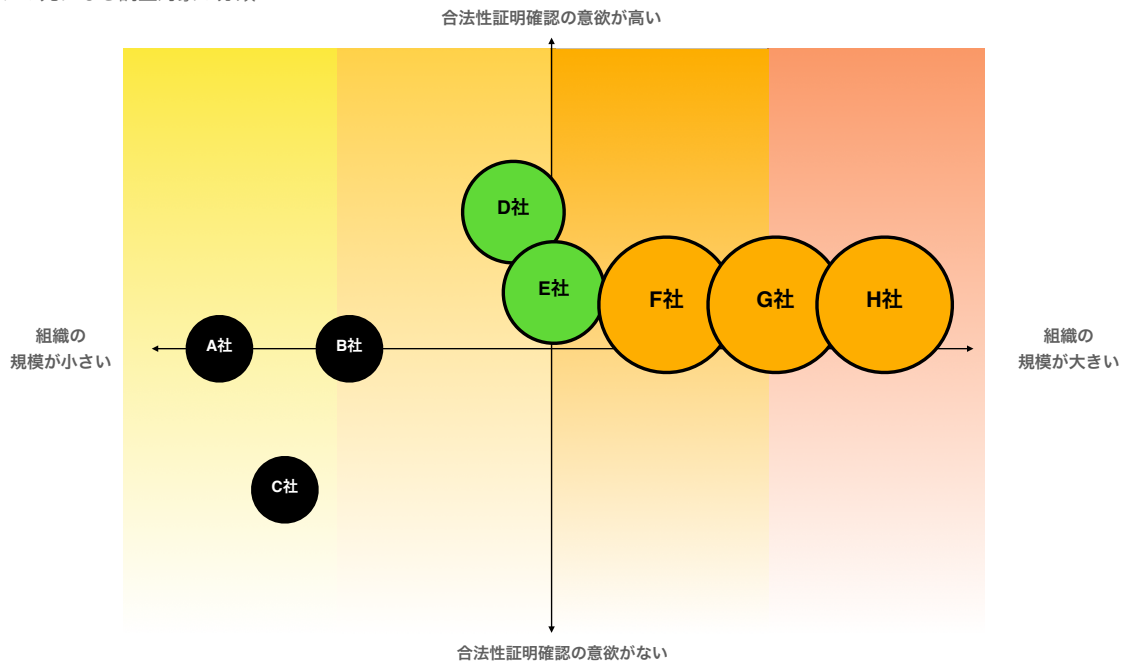 合法性証明確認の意欲が高い
D社
E社
F社
G社
H社
組織の
規模が小さい
A社
B社
組織の
規模が大きい
C社
合法性証明確認の意欲がない